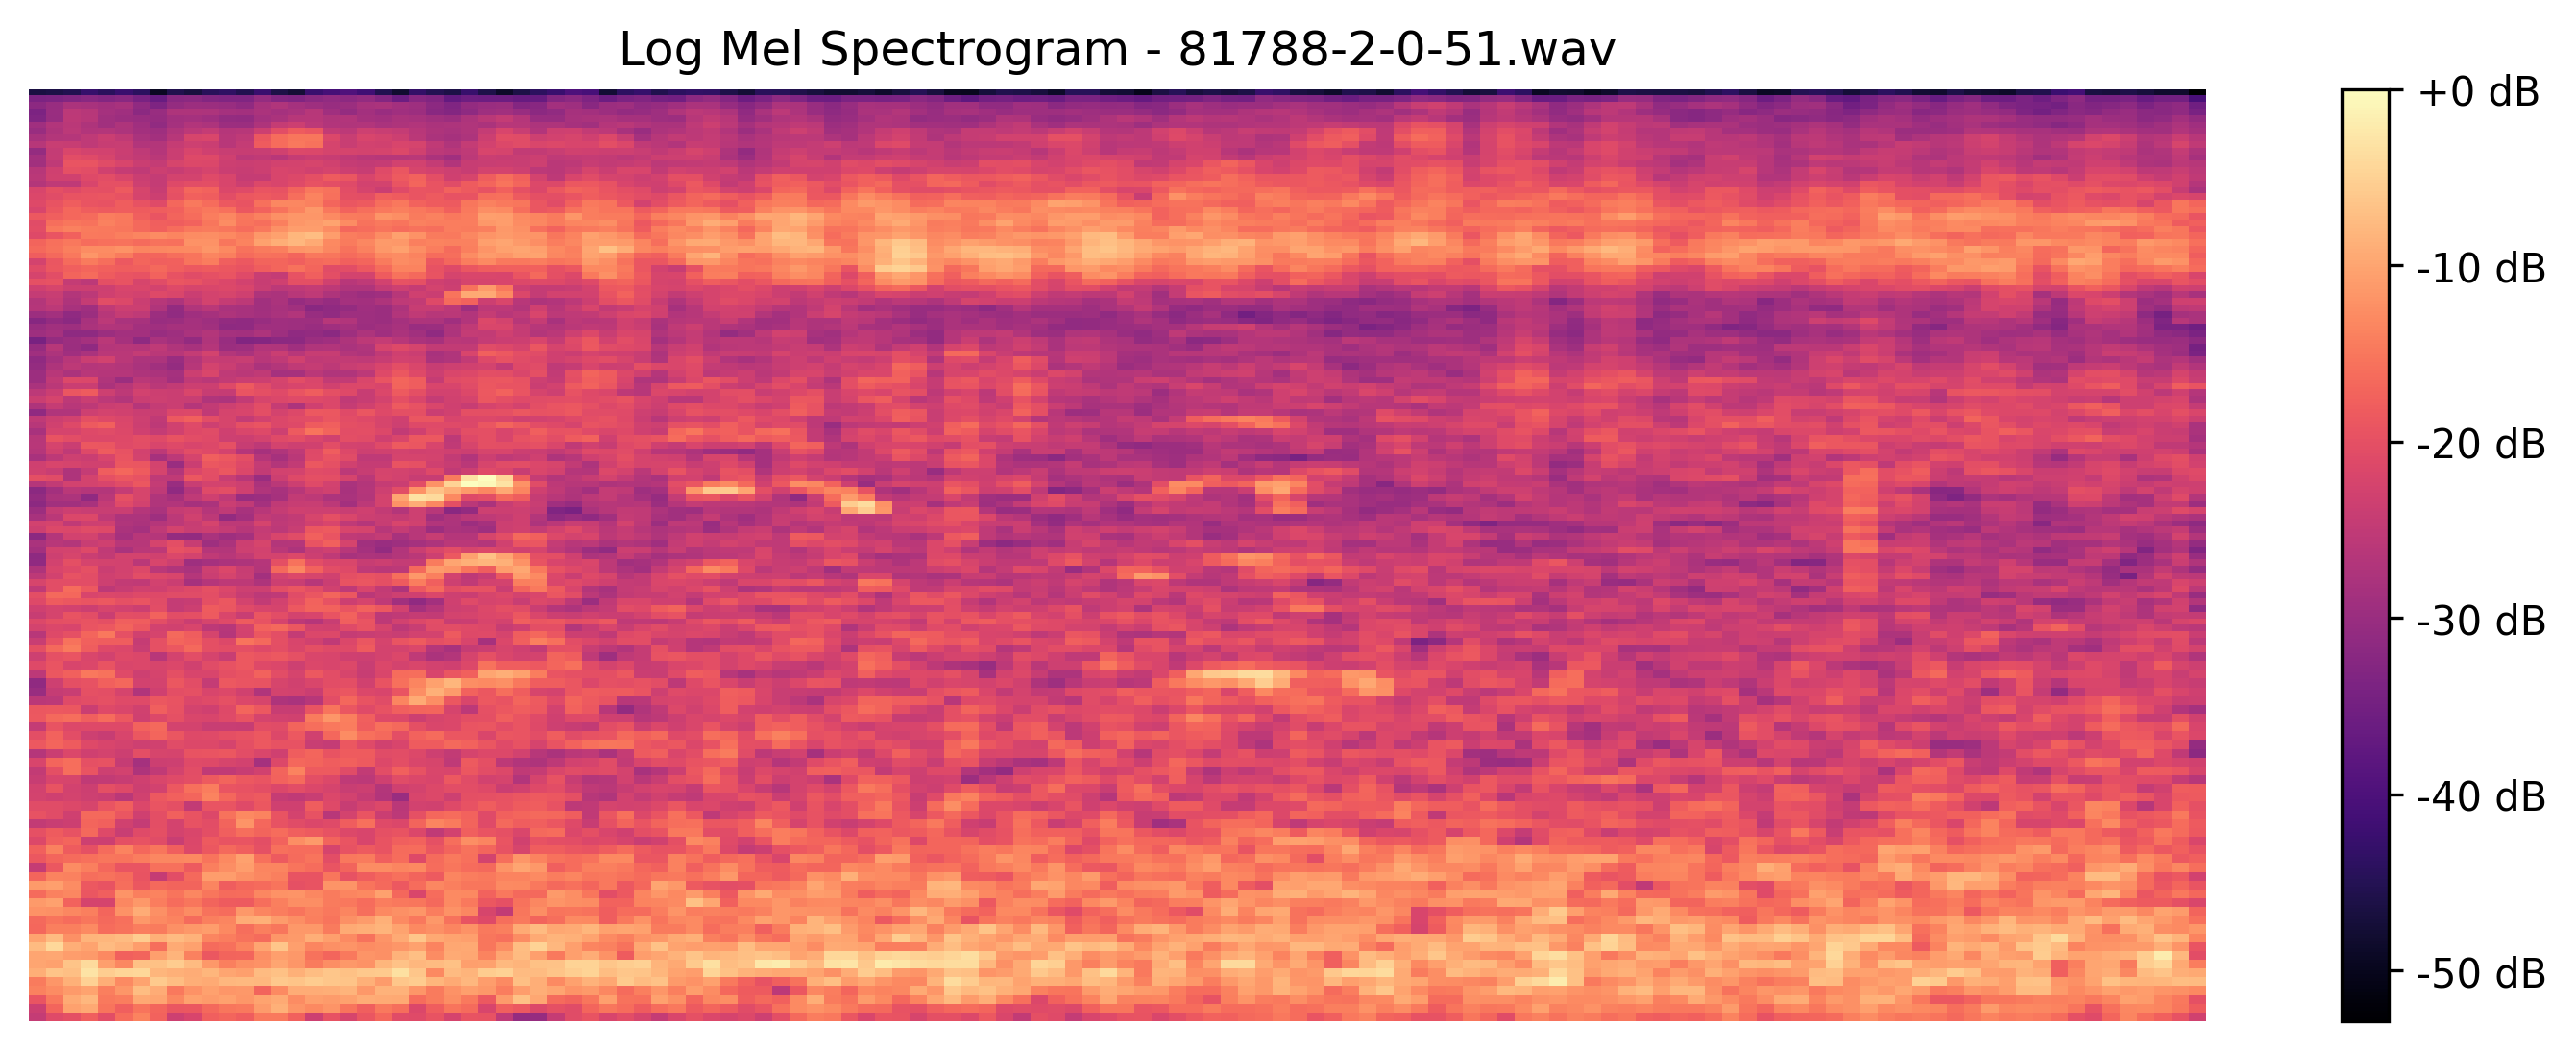 Log Mel Spectrogram - 81788-2-0-51.wav
+0 dB
-10 dB
-20 dB
-30 dB
-40 dB
-50 dB